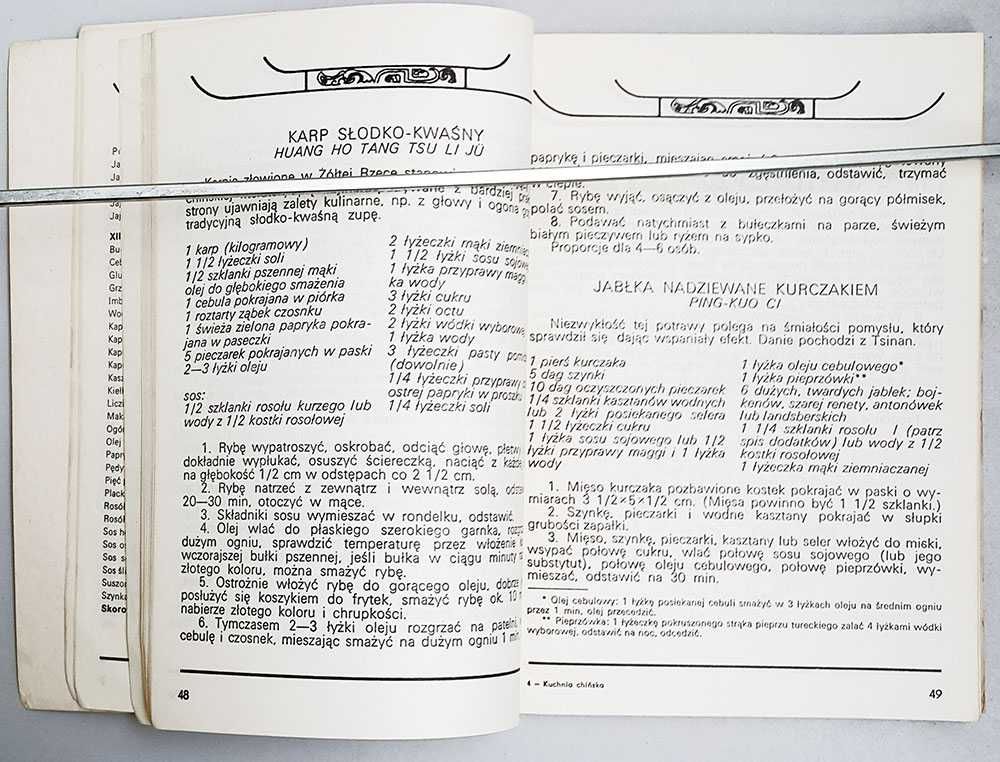 KARP SŁODKO-KWAŚNY
HUANG HO TANG TSU LI JÜ
Karpie złowione w Żółtej Rzece
strony ujawniają zalety kulinarne, np. z głowy i ogona
tradycyjną słodko-kwaśną zupę.
1 karp (kilogramowy)
1 1/2 łyżeczki soli
1/2 szklanki pszennej mąki
olej do głębokiego smażenia
1 cebula pokrajana w piórka
1 roztarty ząbek czosnku
1 świeża zielona papryka pokra-
jana w paseczki
5 pieczarek pokrajanych w paski
2—3 łyżki oleju
sos:
1/2 szklanki rosołu kurzego lub
wody z 1/2 kostki rosołowej
2 łyżeczki mąki
1 1/2 łyżki sosu
1 łyżka przyprawy maggi
ka wody
3 łyżki cukru
2 łyżki octu
2 łyżki wódki
1 łyżka wody
3 łyżeczki pasty
(dowolnie)
1/4 łyżeczki przyprawy
ostrej papryki w proszku
1/4 łyżeczki soli
1. Rybę wypatroszyć, oskrobać, odciąć głowę,
dokładnie wypłukać, osuszyć ściereczką, naciąć z
na głębokość 1/2 cm w odstępach co 2 1/2 cm.
2. Rybę natrzeć z zewnątrz i wewnątrz solą,
20—30 min, otoczyć w mące.
3. Składniki sosu wymieszać w rondelku, odstawić.
4. Olej wlać do płaskiego szerokiego garnka,
dużym ogniu, sprawdzić temperaturę przez włożenie
wczorajszej bułki pszennej, jeśli bułka w ciągu minuty
złotego koloru, można smażyć rybę.
5. Ostrożnie włożyć rybę do gorącego oleju, dobrze
posłużyć się koszykiem do frytek, smażyć rybę ok. 10
nabierze złotego koloru i chrupkości.
6. Tymczasem 2—3 łyżki oleju rozgrzać na patelni,
cebulę i czosnek, mieszając smażyć na dużym ogniu 1
48
paprykę i pieczarki, mieszając
zgęstnienia, odstawić, trzymać
w cieple.
7. Rybę wyjąć, osączyć z oleju, przełożyć na gorący półmisek,
polać sosem.
8. Podawać natychmiast z bułeczkami na parze, świeżym
białym pieczywem lub ryżem na sypko.
Proporcje dla 4—6 osób.
JABŁKA NADZIEWANE KURCZAKIEM
PING-KUO CI
Niezwykłość tej potrawy polega na śmiałości pomysłu, który
sprawdził się dając wspaniały efekt. Danie pochodzi z Tsinan.
1 pierś kurczaka
5 dag szynki
10 dag oczyszczonych pieczarek
1/4 szklanki kasztanów wodnych
lub 2 łyżki posiekanego selera
1 1/2 łyżeczki cukru
1 łyżka sosu sojowego lub 1/2
łyżki przyprawy maggi i 1 łyżka
wody
1 łyżka oleju cebulowego*
1 łyżka pieprzówki**
6 dużych, twardych jabłek; boj-
kenów, szarej renety, antonówek
lub landsberskich
1 1/4 szklanki rosołu I (patrz
spis dodatków) lub wody z 1/2
kostki rosołowej
1 łyżeczka mąki ziemniaczanej
1. Mięso kurczaka pozbawione kostek pokrajać w paski o wy-
miarach 3 1/2×5×1/2 cm. (Mięsa powinno być 1 1/2 szklanki.)
2. Szynkę, pieczarki i wodne kasztany pokrajać w słupki
grubości zapałki.
3. Mięso, szynkę, pieczarki, kasztany lub seler włożyć do miski,
wsypać połowę cukru, wlać połowę sosu sojowego (lub jego
substytut), połowę oleju cebulowego, połowę pieprzówki, wy-
mieszać, odstawić na 30 min.
* Olej cebulowy: 1 łyżkę posiekanej cebuli smażyć w 3 łyżkach oleju na średnim ogniu
przez 1 min, olej przecedzić.
** Pieprzówka: 1 łyżeczkę pokruszonego strąka pieprzu tureckiego zalać 4 łyżkami wódki
wyborowej, odstawić na noc, odcedzić.
4 — Kuchnia chińska
49